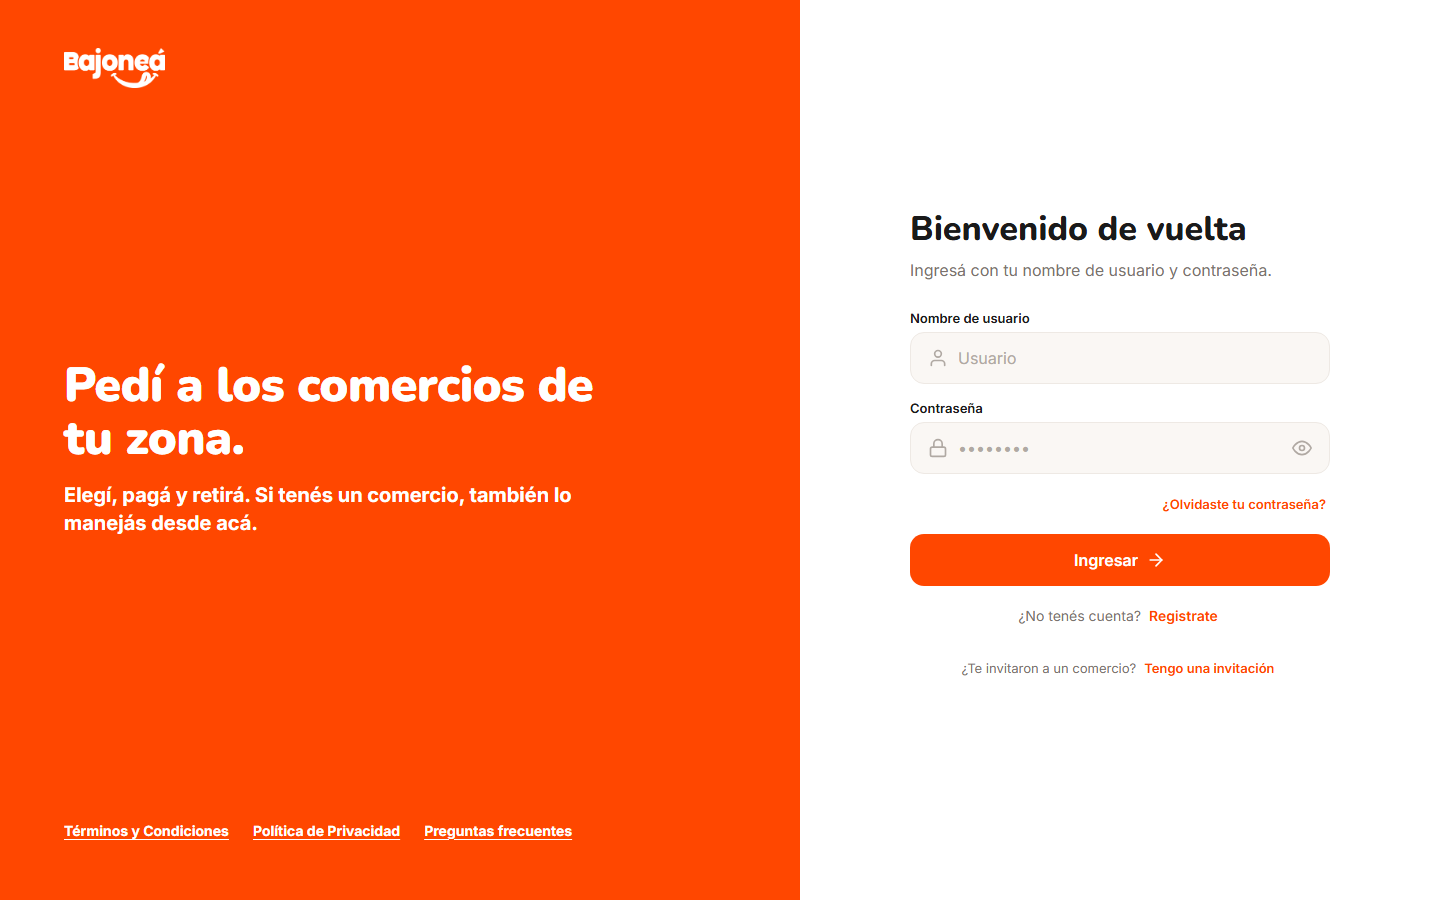 Bajoneá
Pedí a los comercios de
tu zona.
Elegí, pagá y retirá. Si tenés un comercio, también lo
manejás desde acá.
Términos y Condiciones
Política de Privacidad
Preguntas frecuentes
Bienvenido de vuelta
Ingresá con tu nombre de usuario y contraseña.
Nombre de usuario
Usuario
Contraseña
••••••••
¿Olvidaste tu contraseña?
Ingresar →
¿No tenés cuenta? Registrate
¿Te invitaron a un comercio? Tengo una invitación